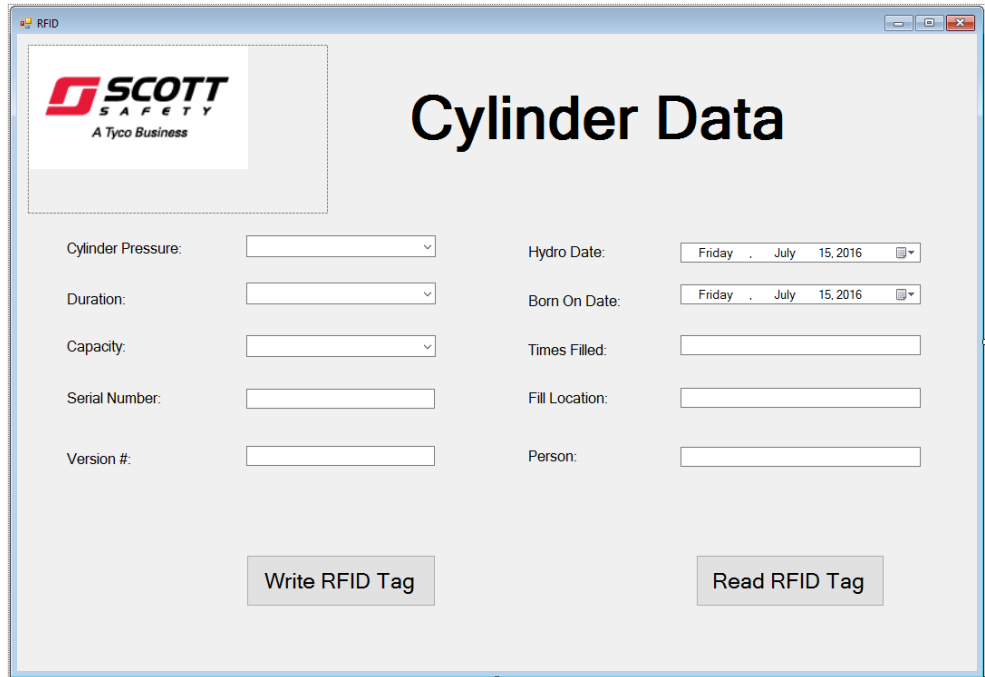 RFID
SCOTT
SAFETY
A Tyco Business
Cylinder Data
Cylinder Pressure:
Duration:
Capacity:
Serial Number:
Version #:
Hydro Date: Friday , July 15, 2016
Born On Date: Friday , July 15, 2016
Times Filled:
Fill Location:
Person:
Write RFID Tag
Read RFID Tag